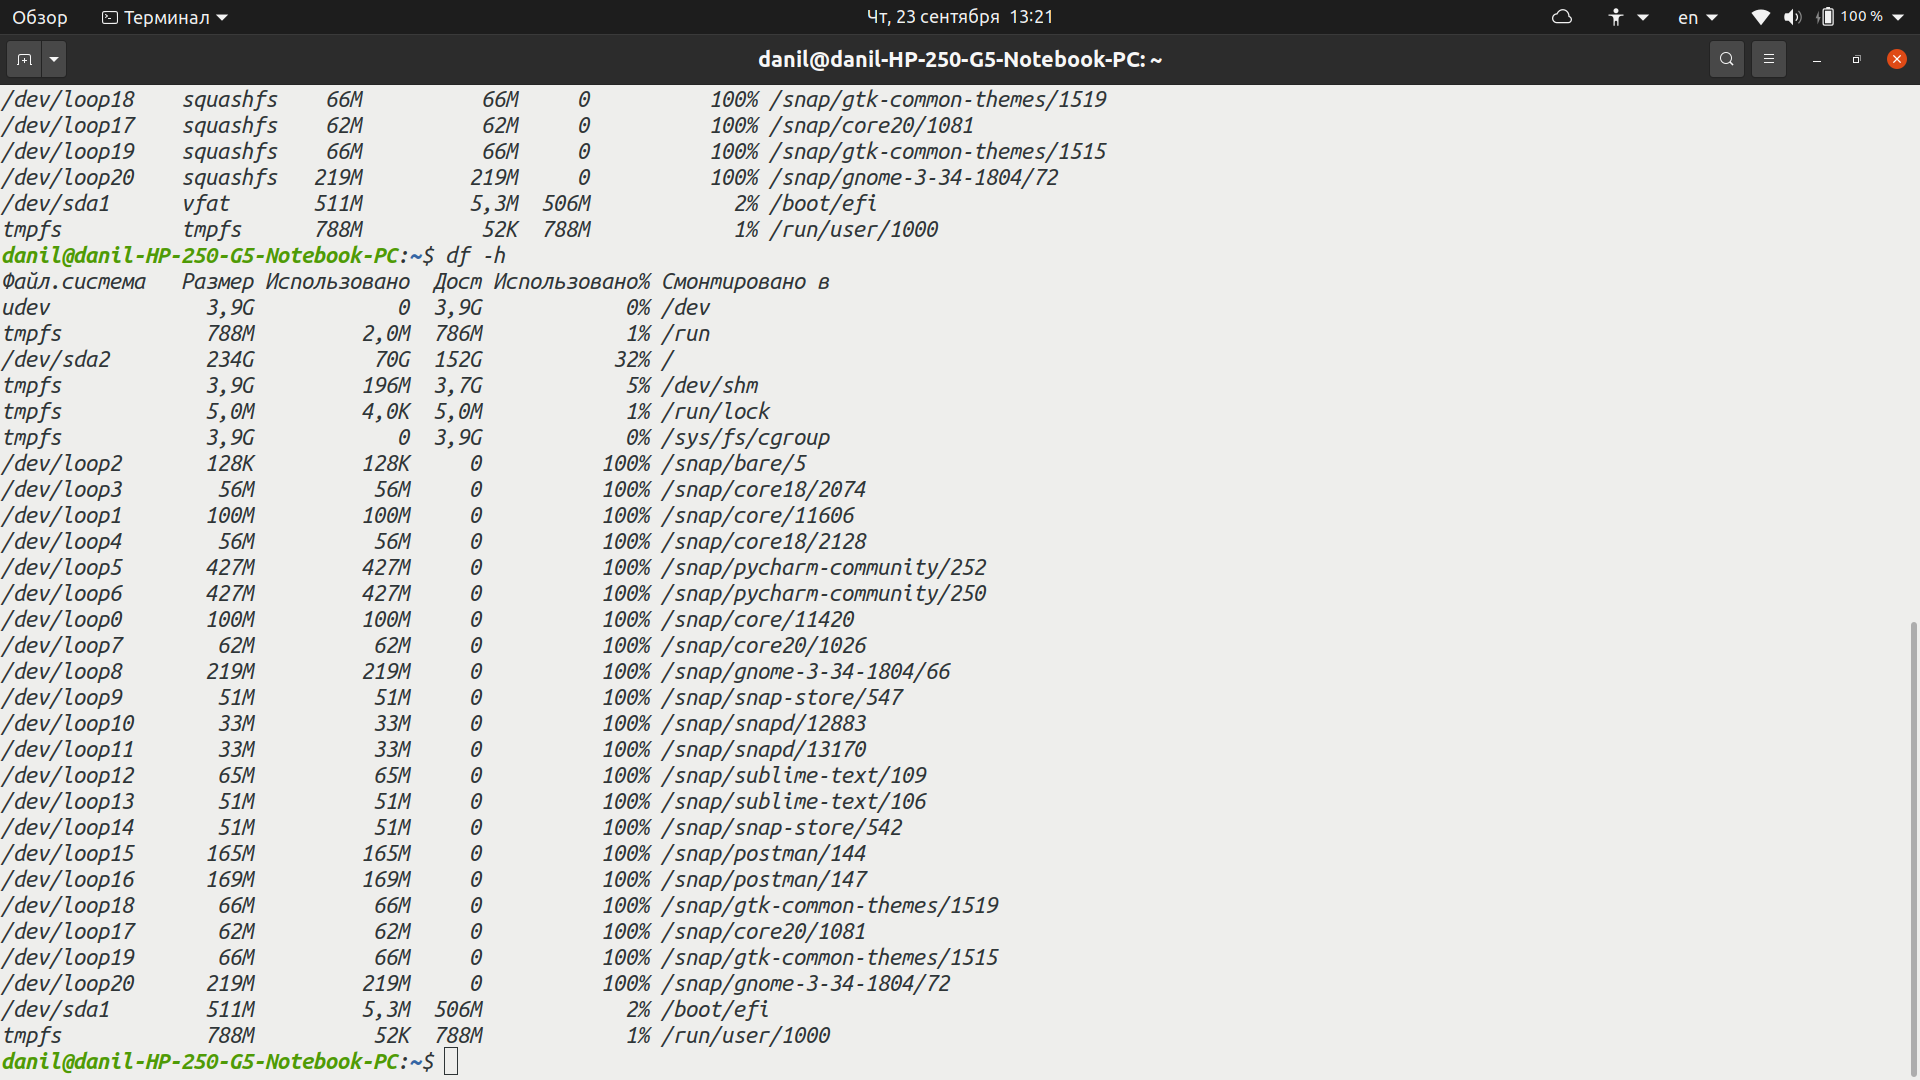 Обзор Терминал Чт, 23 сентября 13:21 en 100 %
danil@danil-HP-250-G5-Notebook-PC: ~
/dev/loop18 squashfs 66M 66M 0 100% /snap/gtk-common-themes/1519
/dev/loop17 squashfs 62M 62M 0 100% /snap/core20/1081
/dev/loop19 squashfs 66M 66M 0 100% /snap/gtk-common-themes/1515
/dev/loop20 squashfs 219M 219M 0 100% /snap/gnome-3-34-1804/72
/dev/sda1 vfat 511M 5,3M 506M 2% /boot/efi
tmpfs tmpfs 788M 52K 788M 1% /run/user/1000
danil@danil-HP-250-G5-Notebook-PC:~$ df -h
Файл.система Размер Использовано Дост Использовано% Cмонтировано в
udev 3,9G 0 3,9G 0% /dev
tmpfs 788M 2,0M 786M 1% /run
/dev/sda2 234G 70G 152G 32% /
tmpfs 3,9G 196M 3,7G 5% /dev/shm
tmpfs 5,0M 4,0K 5,0M 1% /run/lock
tmpfs 3,9G 0 3,9G 0% /sys/fs/cgroup
/dev/loop2 128K 128K 0 100% /snap/bare/5
/dev/loop3 56M 56M 0 100% /snap/core18/2074
/dev/loop1 100M 100M 0 100% /snap/core/11606
/dev/loop4 56M 56M 0 100% /snap/core18/2128
/dev/loop5 427M 427M 0 100% /snap/pycharm-community/252
/dev/loop6 427M 427M 0 100% /snap/pycharm-community/250
/dev/loop0 100M 100M 0 100% /snap/core/11420
/dev/loop7 62M 62M 0 100% /snap/core20/1026
/dev/loop8 219M 219M 0 100% /snap/gnome-3-34-1804/66
/dev/loop9 51M 51M 0 100% /snap/snap-store/547
/dev/loop10 33M 33M 0 100% /snap/snapd/12883
/dev/loop11 33M 33M 0 100% /snap/snapd/13170
/dev/loop12 65M 65M 0 100% /snap/sublime-text/109
/dev/loop13 51M 51M 0 100% /snap/sublime-text/106
/dev/loop14 51M 51M 0 100% /snap/snap-store/542
/dev/loop15 165M 165M 0 100% /snap/postman/144
/dev/loop16 169M 169M 0 100% /snap/postman/147
/dev/loop18 66M 66M 0 100% /snap/gtk-common-themes/1519
/dev/loop17 62M 62M 0 100% /snap/core20/1081
/dev/loop19 66M 66M 0 100% /snap/gtk-common-themes/1515
/dev/loop20 219M 219M 0 100% /snap/gnome-3-34-1804/72
/dev/sda1 511M 5,3M 506M 2% /boot/efi
tmpfs 788M 52K 788M 1% /run/user/1000
danil@danil-HP-250-G5-Notebook-PC:~$